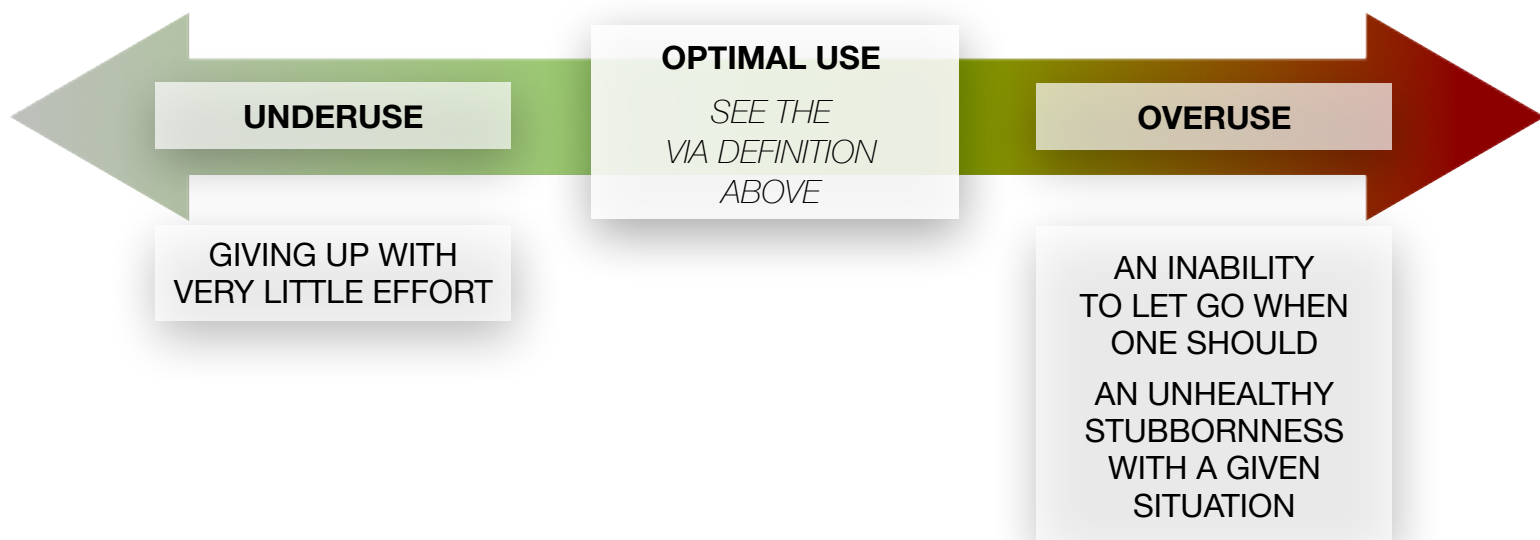 UNDERUSE
GIVING UP WITH
VERY LITTLE EFFORT
OPTIMAL USE
SEE THE
VIA DEFINITION
ABOVE
OVERUSE
AN INABILITY
TO LET GO WHEN
ONE SHOULD
AN UNHEALTHY
STUBBORNNESS
WITH A GIVEN
SITUATION